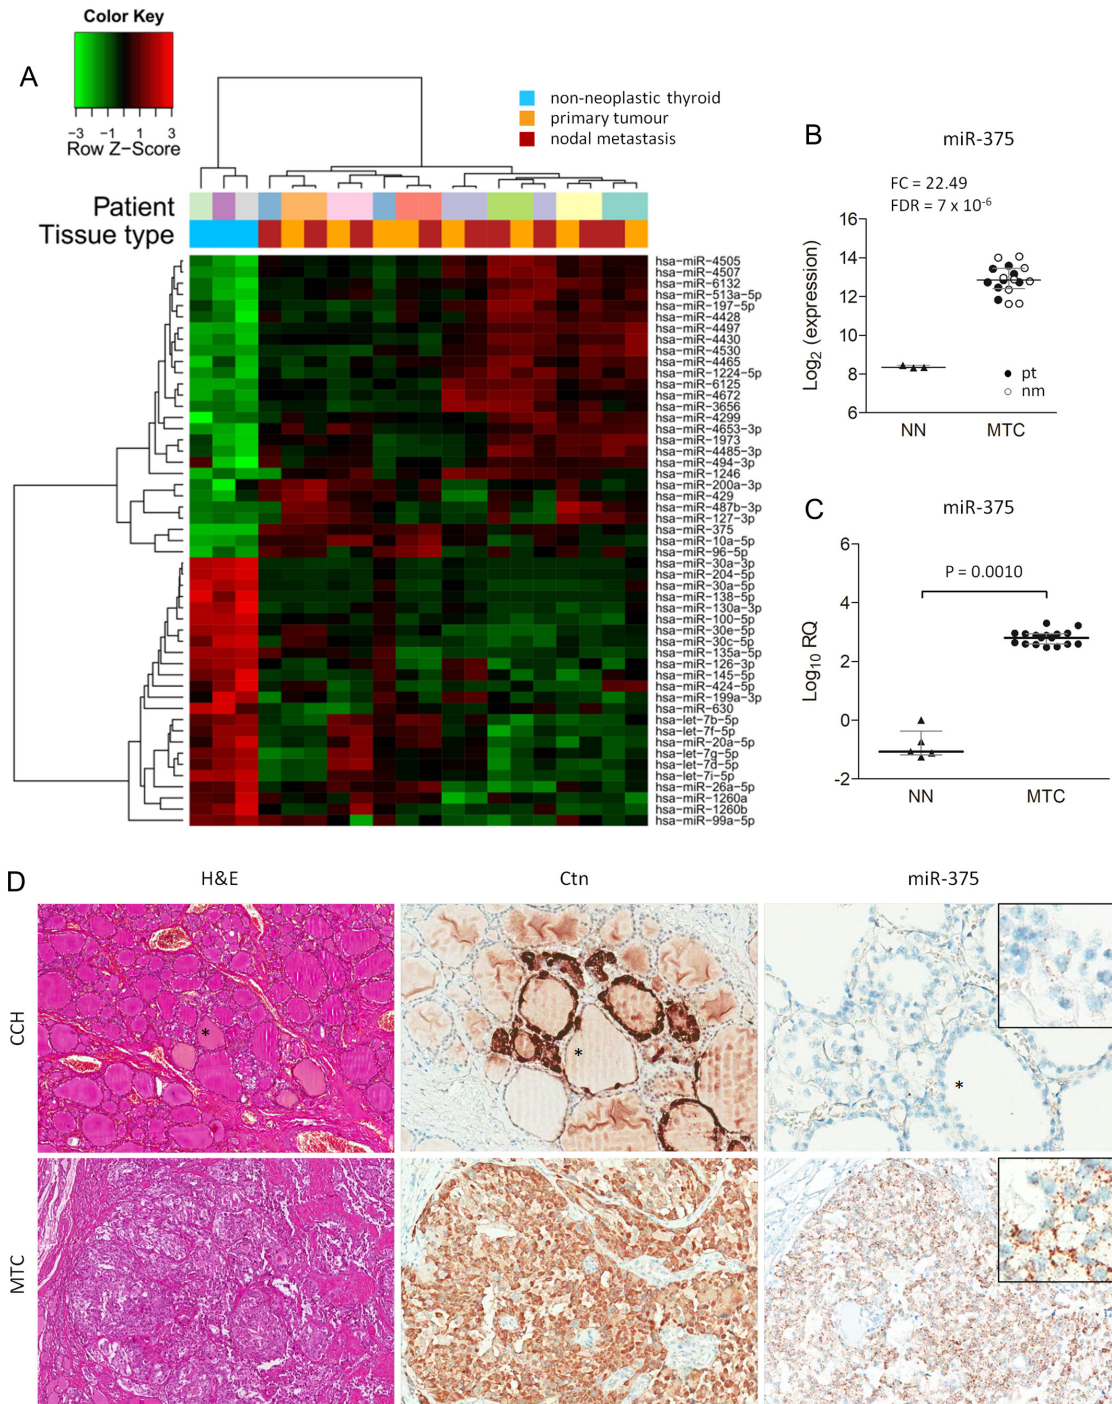 A
Color Key
−3 −1 1 3
Row Z−Score
non-neoplastic thyroid
primary tumour
nodal metastasis
Patient
Tissue type
hsa−miR−4505
hsa−miR−4507
hsa−miR−6132
hsa−miR−513a−5p
hsa−miR−197−5p
hsa−miR−4428
hsa−miR−4497
hsa−miR−4430
hsa−miR−4530
hsa−miR−4465
hsa−miR−1224−5p
hsa−miR−6125
hsa−miR−4672
hsa−miR−3656
hsa−miR−4299
hsa−miR−4653−3p
hsa−miR−1973
hsa−miR−4485−3p
hsa−miR−494−3p
hsa−miR−1246
hsa−miR−200a−3p
hsa−miR−429
hsa−miR−487b−3p
hsa−miR−127−3p
hsa−miR−375
hsa−miR−10a−5p
hsa−miR−96−5p
hsa−miR−30a−3p
hsa−miR−204−5p
hsa−miR−30a−5p
hsa−miR−138−5p
hsa−miR−130a−3p
hsa−miR−100−5p
hsa−miR−30e−5p
hsa−miR−30c−5p
hsa−miR−135a−5p
hsa−miR−126−3p
hsa−miR−145−5p
hsa−miR−424−5p
hsa−miR−199a−3p
hsa−miR−630
hsa−let−7b−5p
hsa−let−7f−5p
hsa−miR−20a−5p
hsa−let−7g−5p
hsa−let−7d−5p
hsa−let−7i−5p
hsa−miR−26a−5p
hsa−miR−1260a
hsa−miR−1260b
hsa−miR−99a−5p
B
miR-375
FC = 22.49
FDR = 7 x 10⁻⁶
Log₂ (expression)
16
14
12
10
8
6
pt
nm
NN MTC
C
miR-375
P = 0.0010
Log₁₀ RQ
6
4
2
0
-2
NN MTC
D
H&E Ctn miR-375
CCH
* * *
MTC